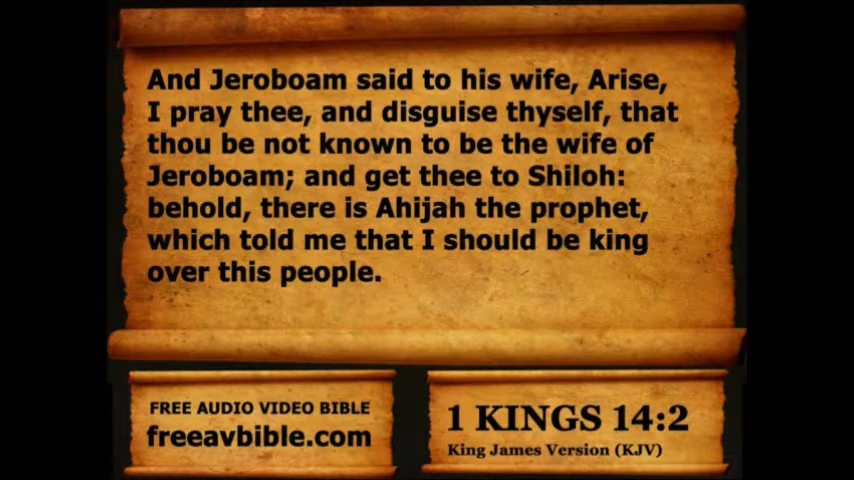 And Jeroboam said to his wife, Arise,
I pray thee, and disguise thyself, that
thou be not known to be the wife of
Jeroboam; and get thee to Shiloh:
behold, there is Ahijah the prophet,
which told me that I should be king
over this people.
FREE AUDIO VIDEO BIBLE
freeavbible.com
1 KINGS 14:2
King James Version (KJV)